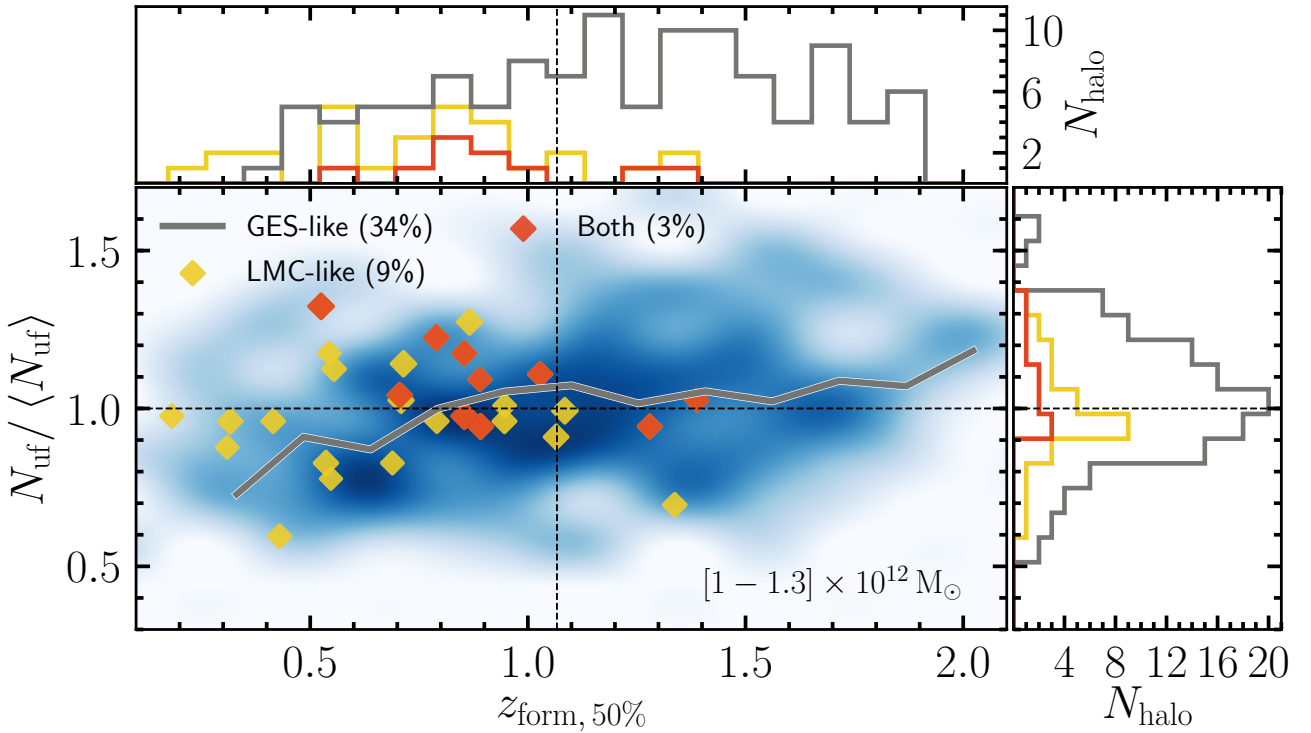 10
6
2
N_halo
GES-like (34%)
Both (3%)
LMC-like (9%)
1.5
1.0
0.5
N_uf / ⟨N_uf⟩
[1 − 1.3] × 10^12 M_⊙
0.5 1.0 1.5 2.0
z_form, 50%
4 8 12 16 20
N_halo